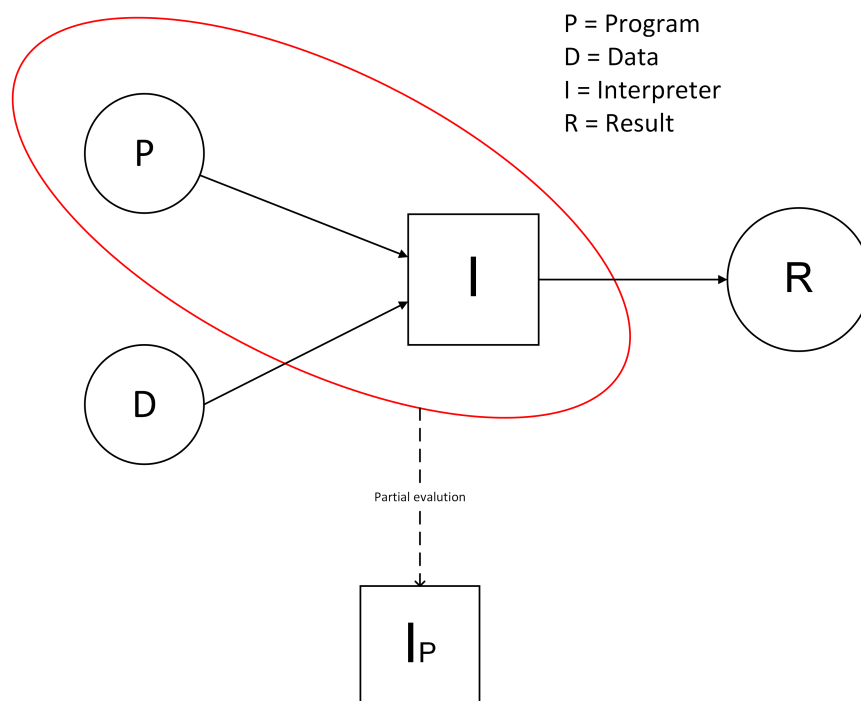 P = Program
D = Data
I = Interpreter
R = Result
P
I
R
D
Partial evalution
IP